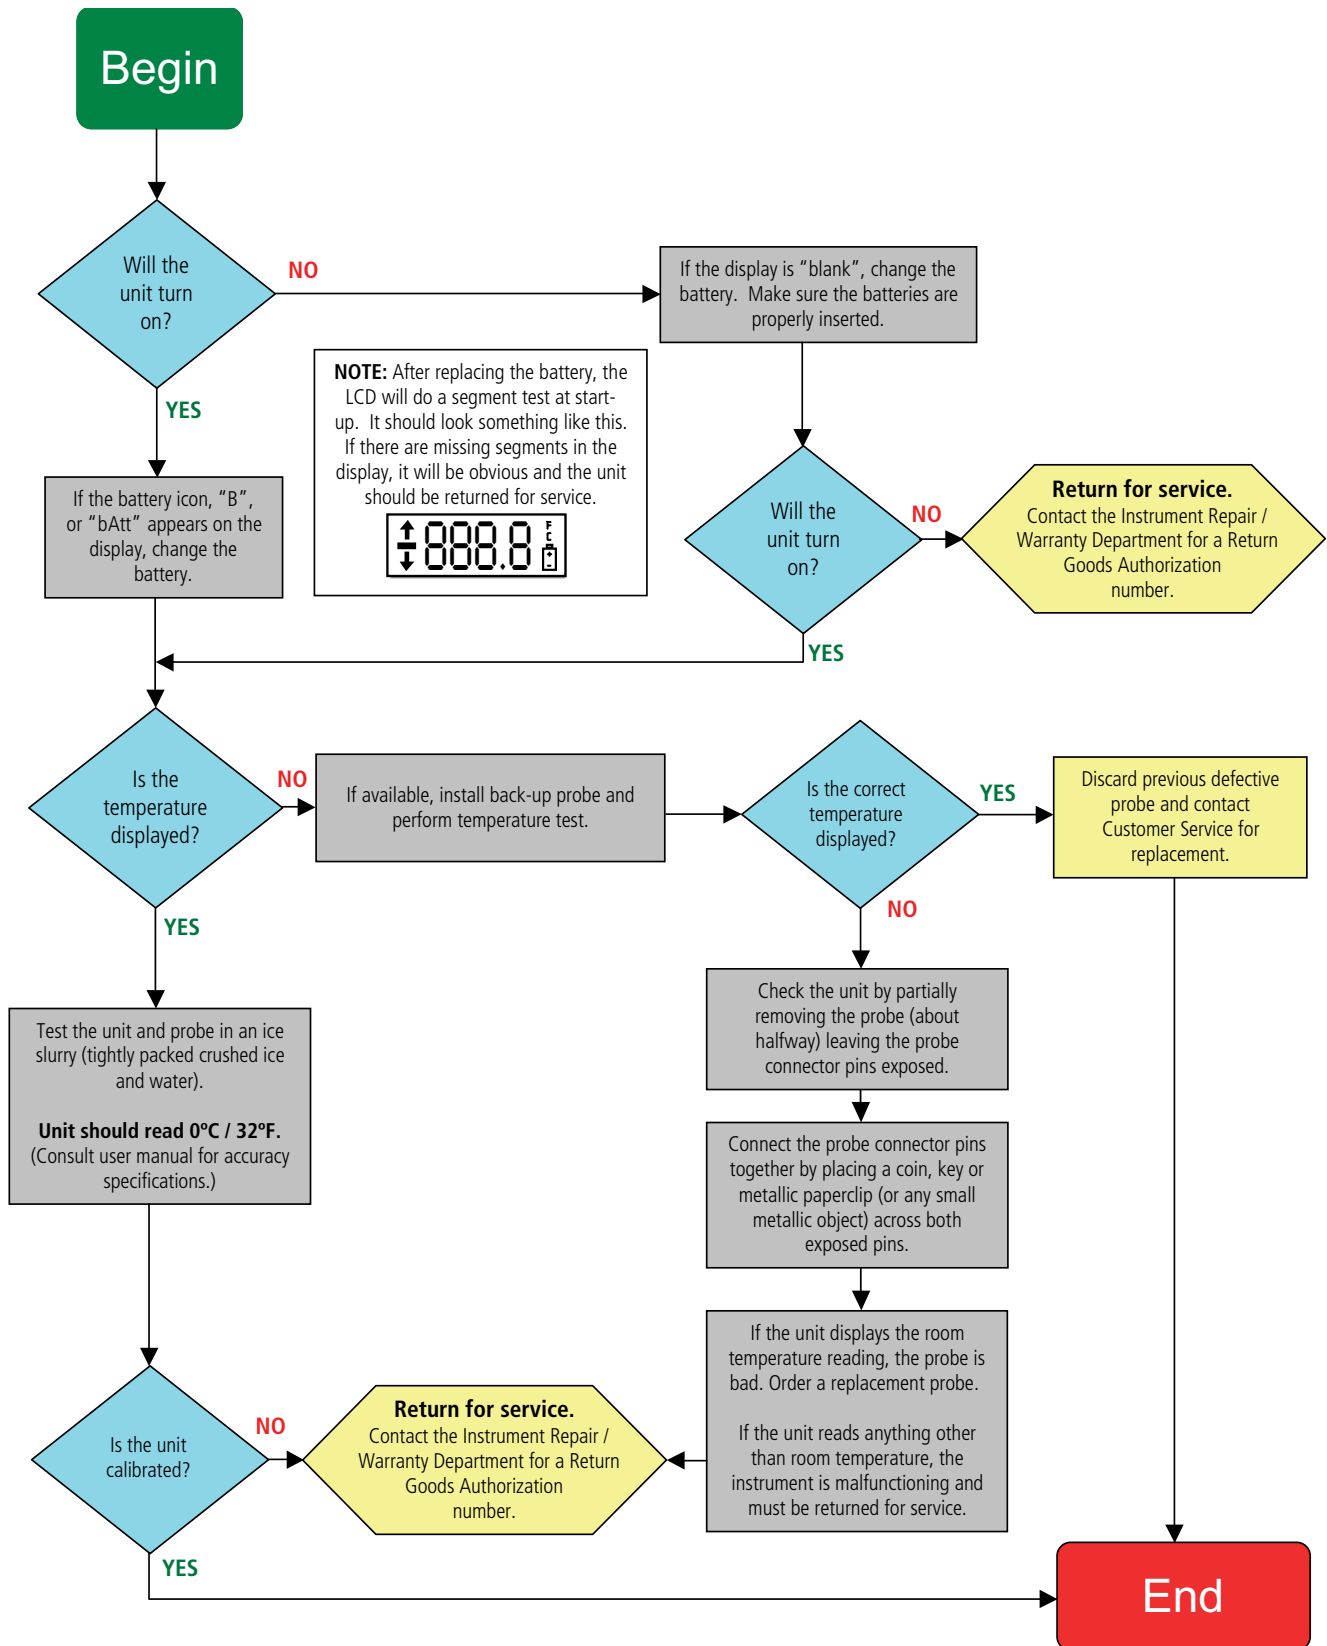 Begin
Will the
unit turn
on?
NO
YES
If the display is “blank”, change the
battery.  Make sure the batteries are
properly inserted.
NOTE: After replacing the battery, the
LCD will do a segment test at start-
up.  It should look something like this.
If there are missing segments in the
display, it will be obvious and the unit
should be returned for service.
888.8
F
C
If the battery icon, “B”,
or “bAtt” appears on the
display, change the
battery.
Will the
unit turn
on?
NO
YES
Return for service.
Contact the Instrument Repair /
Warranty Department for a Return
Goods Authorization
number.
Is the
temperature
displayed?
NO
YES
If available, install back-up probe and
perform temperature test.
Is the correct
temperature
displayed?
YES
NO
Discard previous defective
probe and contact
Customer Service for
replacement.
Test the unit and probe in an ice
slurry (tightly packed crushed ice
and water).
Unit should read 0ºC / 32ºF.
(Consult user manual for accuracy
specifications.)
Check the unit by partially
removing the probe (about
halfway) leaving the probe
connector pins exposed.
Connect the probe connector pins
together by placing a coin, key or
metallic paperclip (or any small
metallic object) across both
exposed pins.
If the unit displays the room
temperature reading, the probe is
bad. Order a replacement probe.
If the unit reads anything other
than room temperature, the
instrument is malfunctioning and
must be returned for service.
Is the unit
calibrated?
NO
YES
Return for service.
Contact the Instrument Repair /
Warranty Department for a Return
Goods Authorization
number.
End